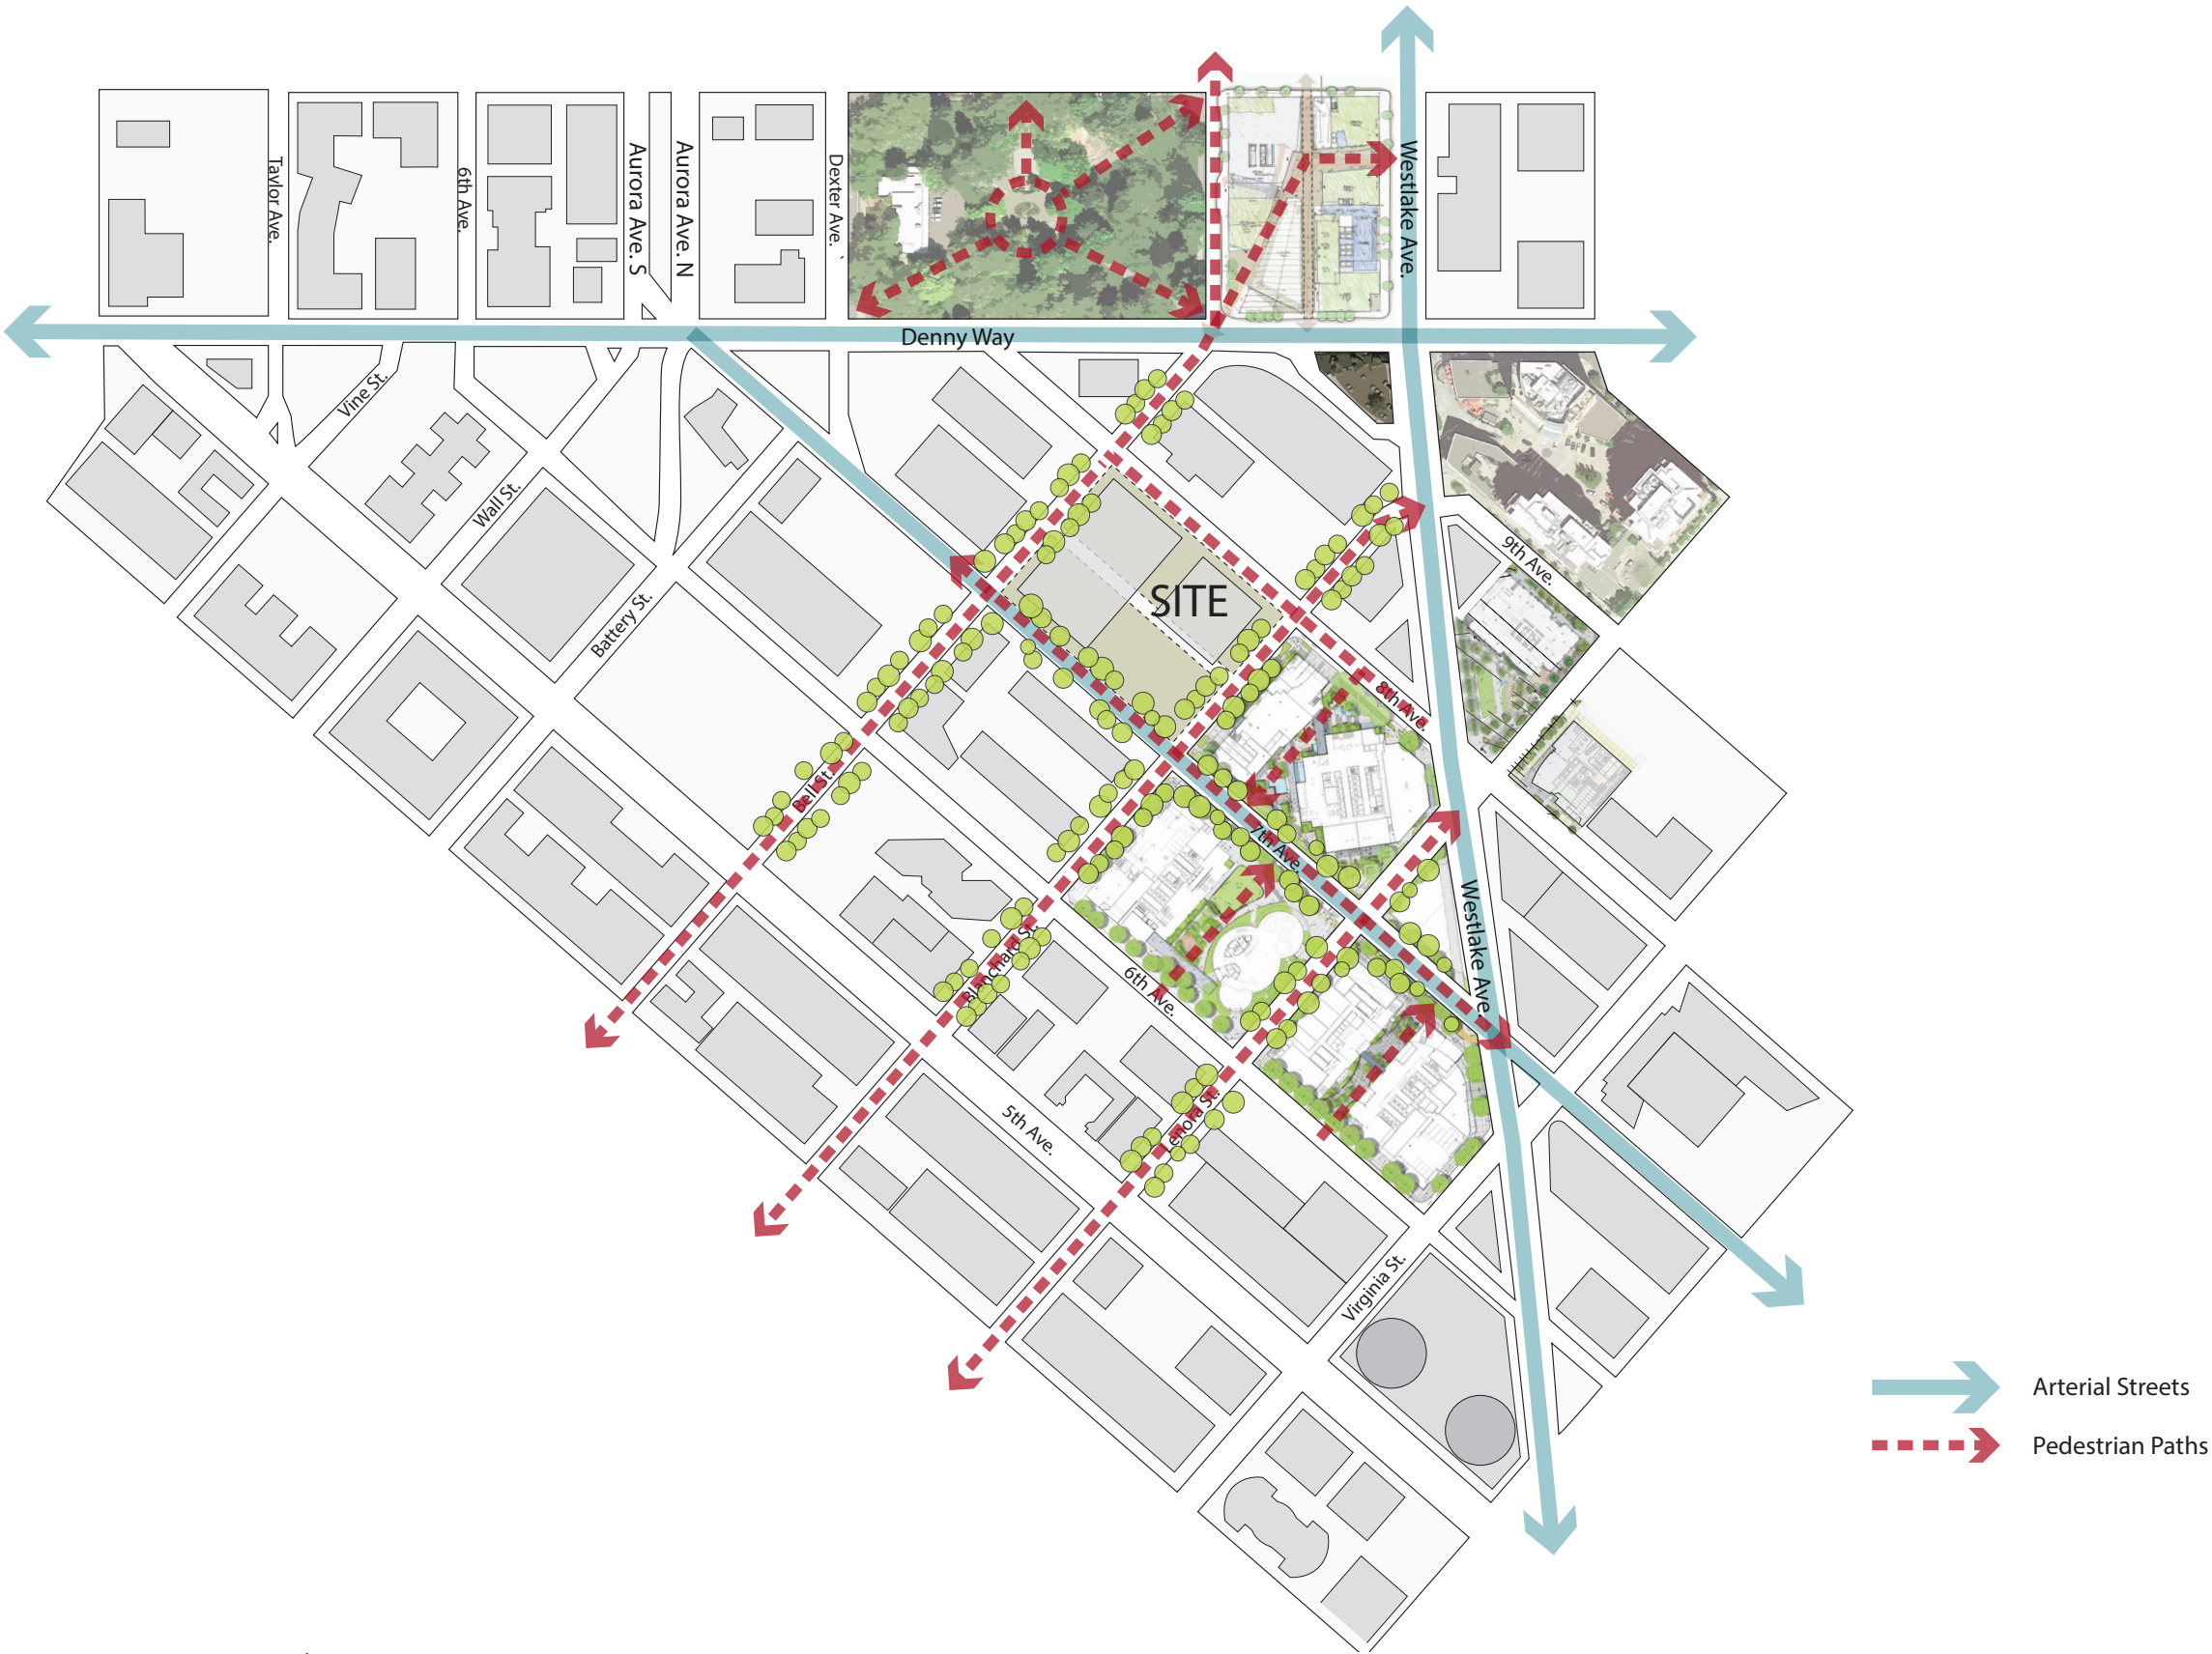 Taylor Ave.
6th Ave.
Aurora Ave. S
Aurora Ave. N
Dexter Ave.
Westlake Ave.
Denny Way
Vine St.
Wall St.
Battery St.
SITE
9th Ave.
8th Ave.
Bell St.
7th Ave.
Blanchard St.
6th Ave.
Westlake Ave.
5th Ave.
Lenora St.
Virginia St.
Arterial Streets
Pedestrian Paths